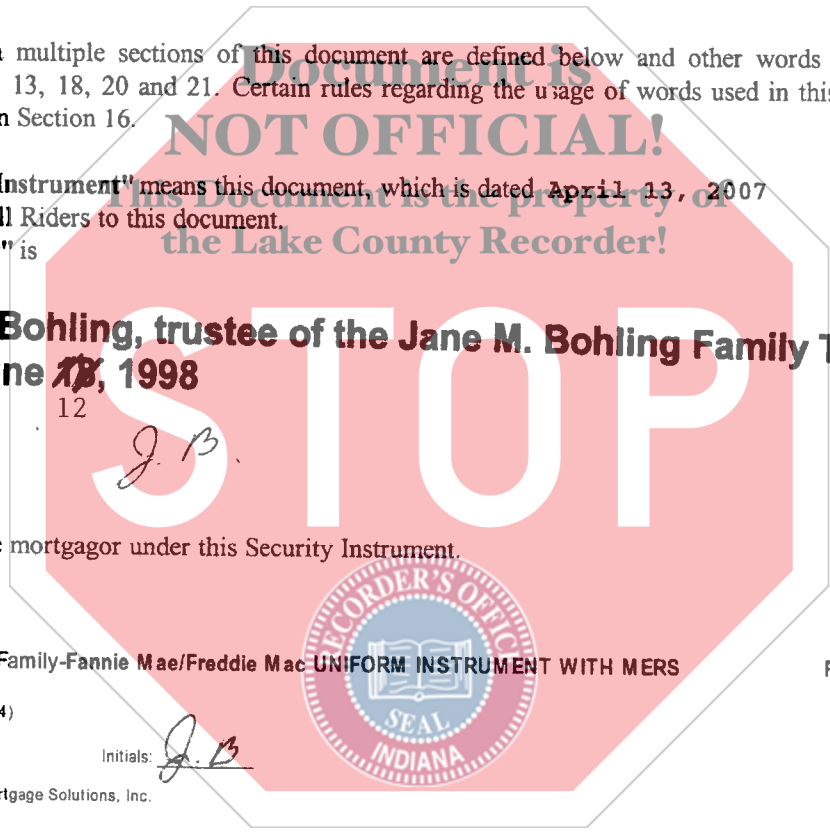 multiple sections of this document are defined below and other words
13, 18, 20 and 21. Certain rules regarding the usage of words used in this
n Section 16.
Document is
NOT OFFICIAL!
This Document is the property of
the Lake County Recorder!
Instrument" means this document, which is dated April 13, 2007
ll Riders to this document.
" is
Bohling, trustee of the Jane M. Bohling Family T
ne , 1998
12
J. B.
STOP
mortgagor under this Security Instrument.
RECORDER'S OFFICE
SEAL
INDIANA
Family-Fannie Mae/Freddie Mac UNIFORM INSTRUMENT WITH MERS
4)
Initials: J. B
rtgage Solutions, Inc.